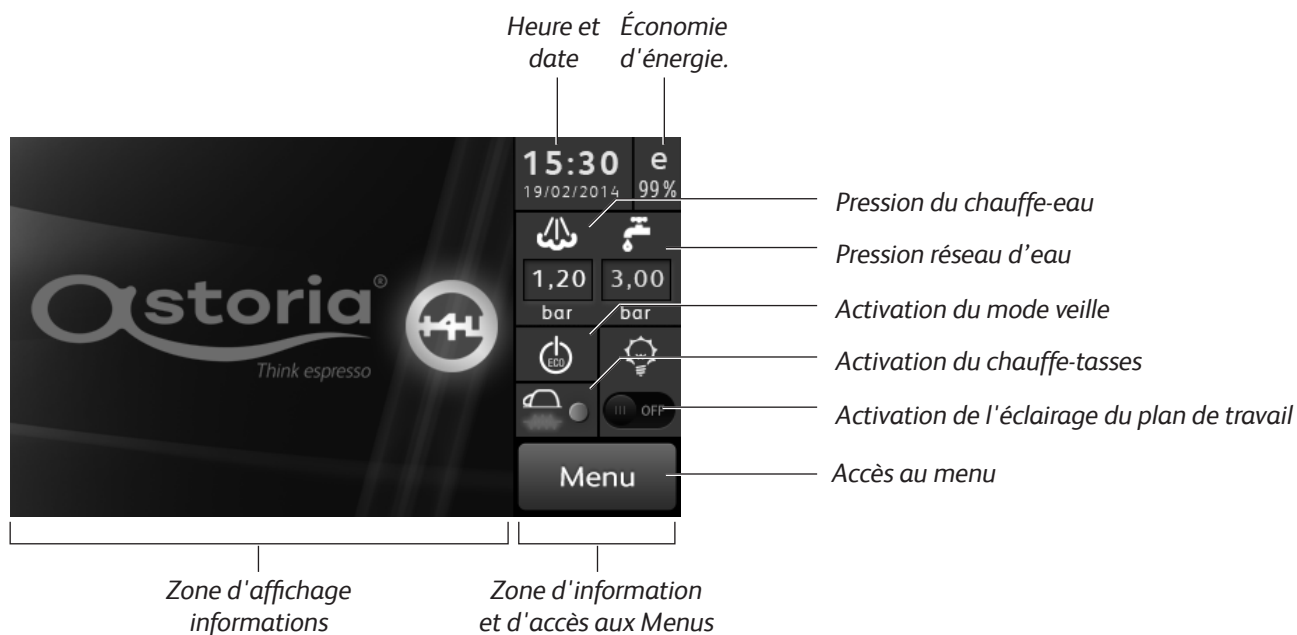 Heure et
date
Économie
d'énergie.
15:30
19/02/2014
e
99%
1,20
3,00
bar
bar
ECO
OFF
Menu
αstoria®
+4U
Think espresso
Pression du chauffe-eau
Pression réseau d'eau
Activation du mode veille
Activation du chauffe-tasses
Activation de l'éclairage du plan de travail
Accès au menu
Zone d'affichage
informations
Zone d'information
et d'accès aux Menus